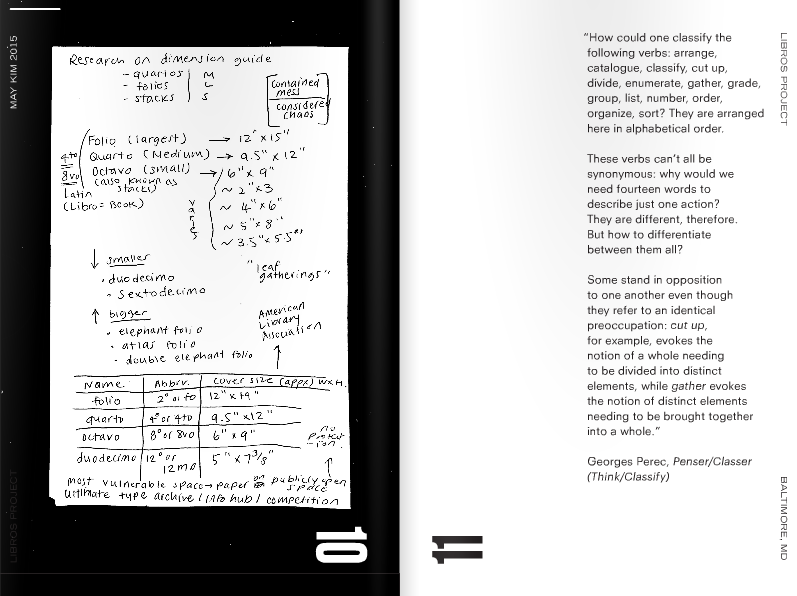 MAY KIM 2015
LIBROS PROJECT
Research on dimension guide
- quarios | M
- folios | L
- stacks | S
contained
mess
considered
chaos
Folio (largest) → 12" x 15"
4to Quarto (Medium) → 9.5" x 12"
8vo Octavo (small) → 6" x 9"
(also known as
stacks)
Latin
(Libro = Book)
varies
~ 2" x 3
~ 4" x 6"
~ 5" x 8"
~ 3.5" x 5.5"
↓ smaller
• duodecimo
• sextodecimo
"leaf
gatherings"
↑ bigger
• elephant folio
• atlas folio
• double elephant folio
American
Library
Association
↑
Name. | Abbriv. | cover size (appx) WxH.
folio | 2° or fo | 12" x 19"
quarto | 4° or 4to | 9.5" x 12"
octavo | 8° or 8vo | 6" x 9"
duodecimo | 12° or 12mo | 5" x 7 3/8"
no
protect
-ion.
↑
most vulnerable space → paper on publicly open
space
ultimate type archive / info hub / competition
10
"How could one classify the
following verbs: arrange,
catalogue, classify, cut up,
divide, enumerate, gather, grade,
group, list, number, order,
organize, sort? They are arranged
here in alphabetical order.
These verbs can't all be
synonymous: why would we
need fourteen words to
describe just one action?
They are different, therefore.
But how to differentiate
between them all?
Some stand in opposition
to one another even though
they refer to an identical
preoccupation: cut up,
for example, evokes the
notion of a whole needing
to be divided into distinct
elements, while gather evokes
the notion of distinct elements
needing to be brought together
into a whole."
Georges Perec, Penser/Classer
(Think/Classify)
11
LIBROS PROJECT
BALTIMORE, MD